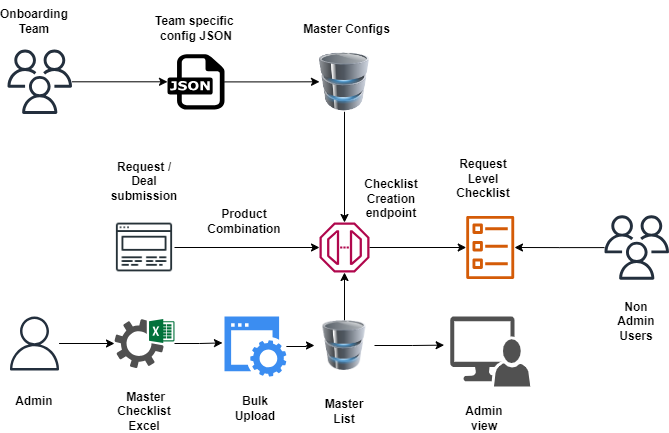 Onboarding
Team
Team specific
config JSON
Master Configs
JSON
Request /
Deal
submission
Product
Combination
Checklist
Creation
endpoint
Request
Level
Checklist
Non
Admin
Users
X
Admin
Master
Checklist
Excel
Bulk
Upload
Master
List
Admin
view